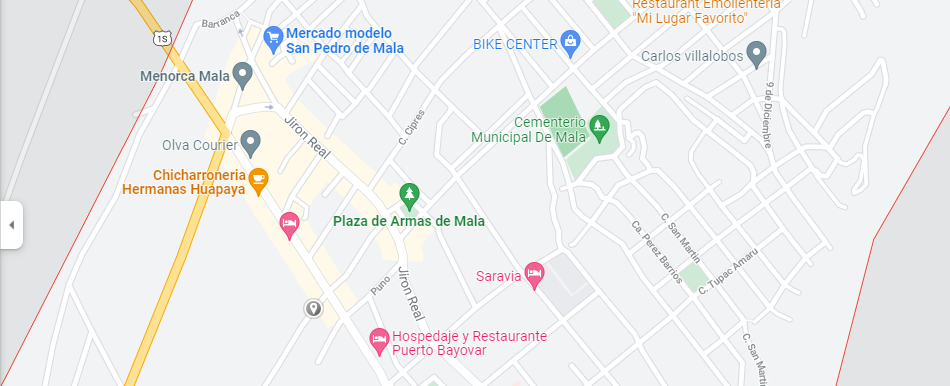 Restaurant Emolienteria
"Mi Lugar Favorito"
Barranca
1S
Mercado modelo
San Pedro de Mala
BIKE CENTER
Carlos villalobos
Menorca Mala
9 de Diciembre
Jiron Real
C. Cipres
Cementerio
Municipal De Mala
Olva Courier
Chicharroneria
Hermanas Huapaya
Plaza de Armas de Mala
C. San Martin
Ca. Perez Barrios
C. Tupac Amaru
Saravia
Puno
Jiron Real
Hospedaje y Restaurante
Puerto Bayovar
C. San Martin